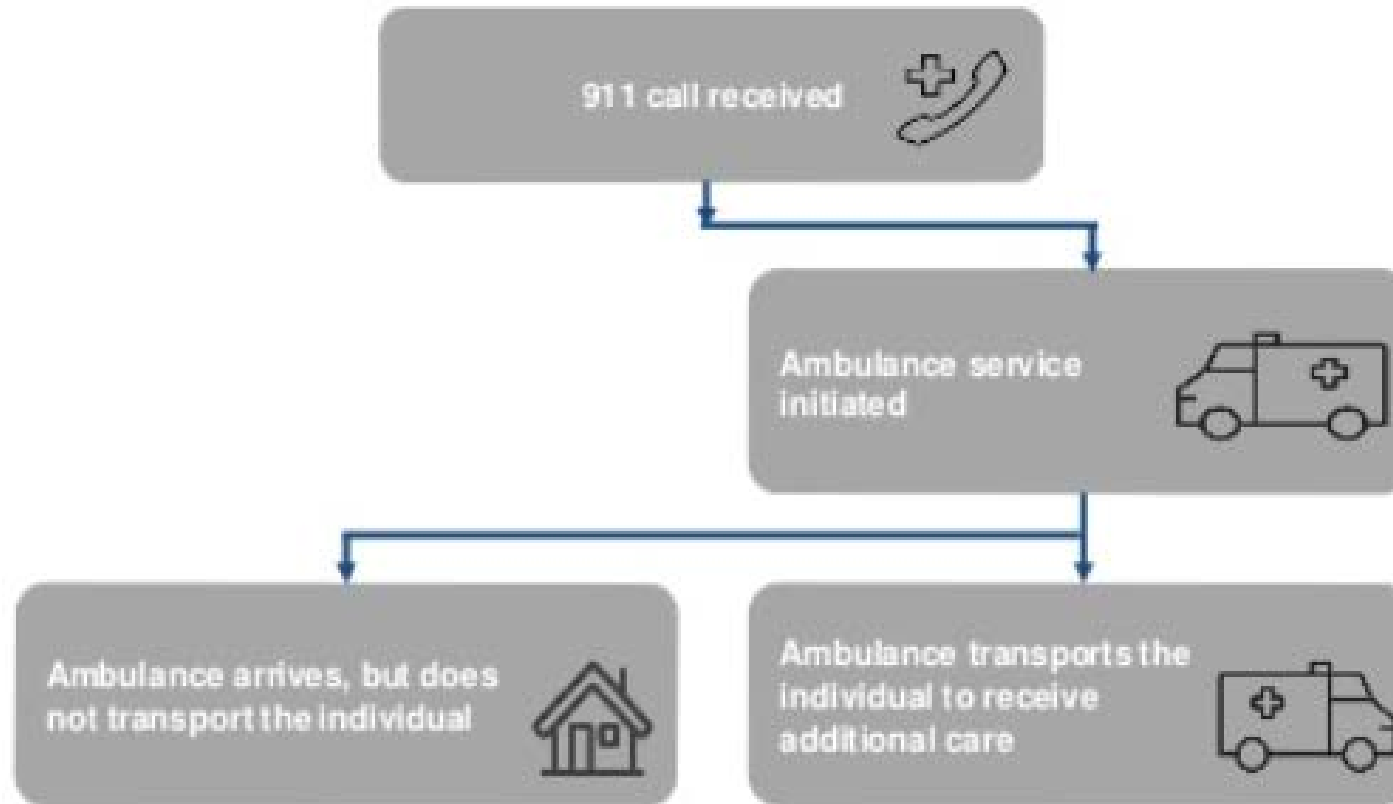 911 call received
Ambulance service
initiated
Ambulance arrives, but does
not transport the individual
Ambulance transports the
individual to receive
additional care